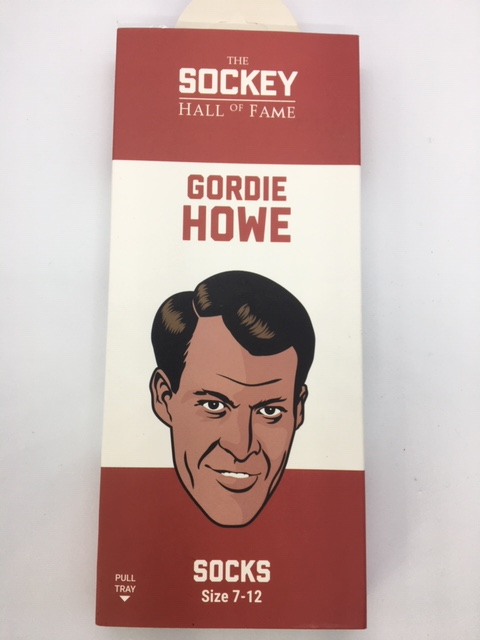 THE
SOCKEY
HALL OF FAME
GORDIE
HOWE
SOCKS
Size 7-12
PULL
TRAY